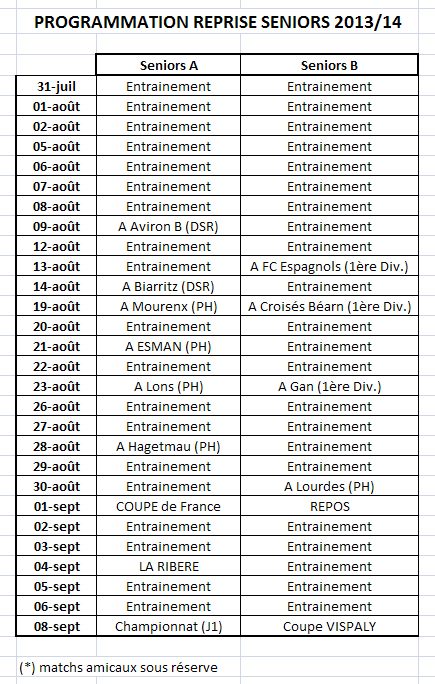 PROGRAMMATION REPRISE SENIORS 2013/14
Seniors A Seniors B
31-juil Entrainement Entrainement
01-août Entrainement Entrainement
02-août Entrainement Entrainement
05-août Entrainement Entrainement
06-août Entrainement Entrainement
07-août Entrainement Entrainement
08-août Entrainement Entrainement
09-août A Aviron B (DSR) Entrainement
12-août Entrainement Entrainement
13-août Entrainement A FC Espagnols (1ère Div.)
14-août A Biarritz (DSR) Entrainement
19-août A Mourenx (PH) A Croisés Béarn (1ère Div.)
20-août Entrainement Entrainement
21-août A ESMAN (PH) Entrainement
22-août Entrainement Entrainement
23-août A Lons (PH) A Gan (1ère Div.)
26-août Entrainement Entrainement
27-août Entrainement Entrainement
28-août A Hagetmau (PH) Entrainement
29-août Entrainement Entrainement
30-août Entrainement A Lourdes (PH)
01-sept COUPE de France REPOS
02-sept Entrainement Entrainement
03-sept Entrainement Entrainement
04-sept LA RIBERE Entrainement
05-sept Entrainement Entrainement
06-sept Entrainement Entrainement
08-sept Championnat (J1) Coupe VISPALY
(*) matchs amicaux sous réserve